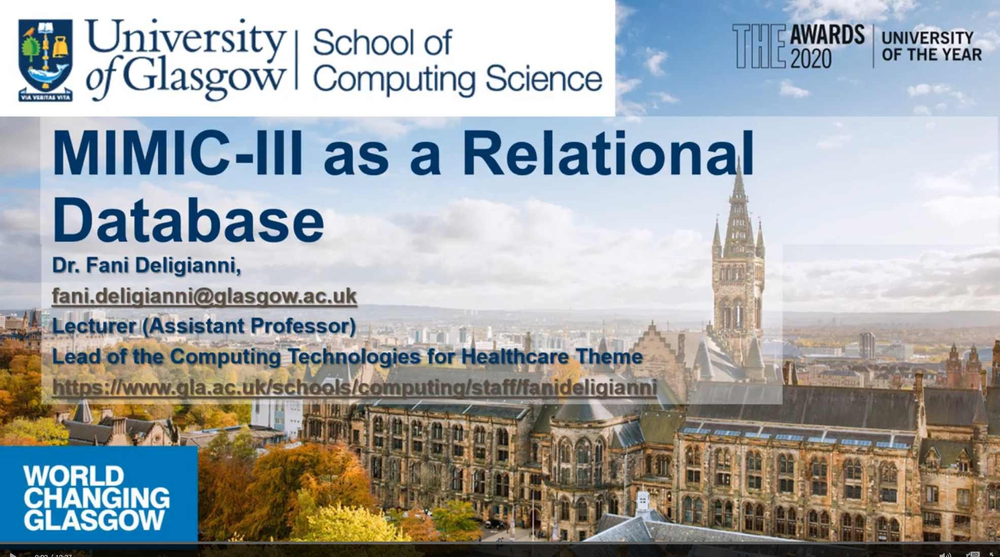 University
of Glasgow
School of
Computing Science
VIA VERITAS VITA
THE AWARDS
2020
UNIVERSITY
OF THE YEAR
MIMIC-III as a Relational
Database
Dr. Fani Deligianni,
fani.deligianni@glasgow.ac.uk
Lecturer (Assistant Professor)
Lead of the Computing Technologies for Healthcare Theme
https://www.gla.ac.uk/schools/computing/staff/fanideligianni
WORLD
CHANGING
GLASGOW
HD